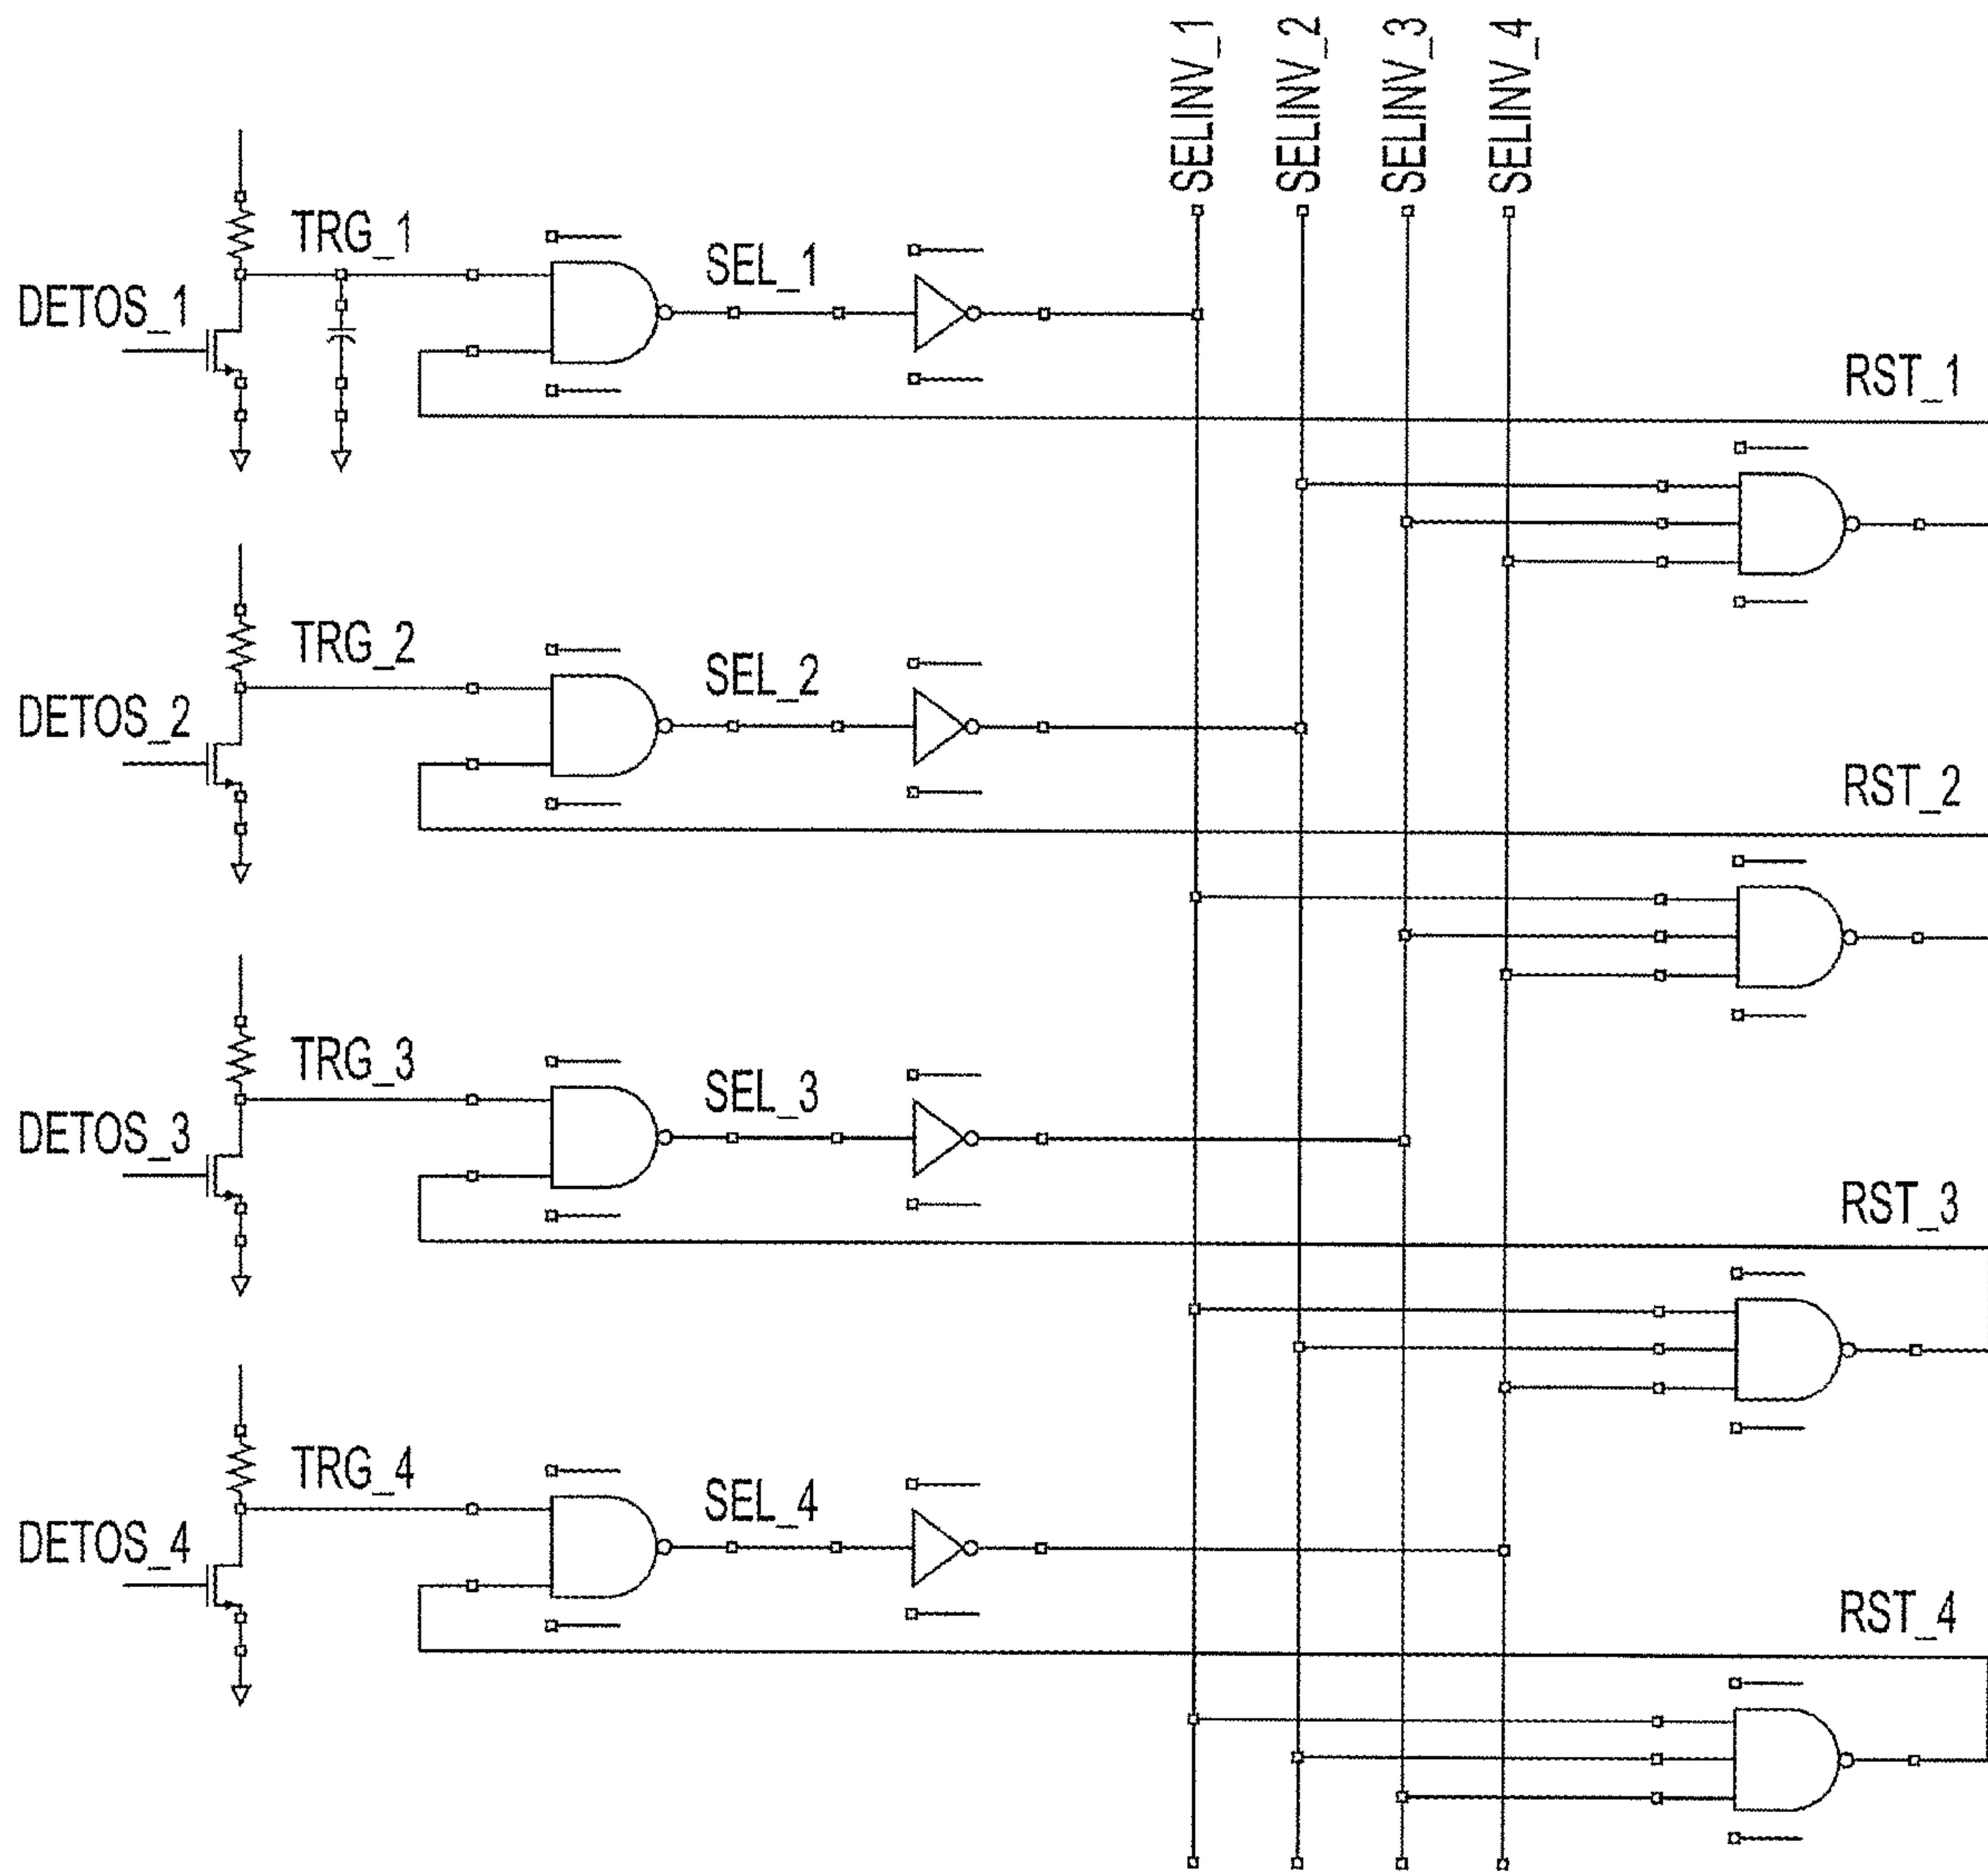 SELINV_1
SELINV_2
SELINV_3
SELINV_4
TRG_1
SEL_1
DETOS_1
RST_1
TRG_2
SEL_2
DETOS_2
RST_2
TRG_3
SEL_3
DETOS_3
RST_3
TRG_4
SEL_4
DETOS_4
RST_4